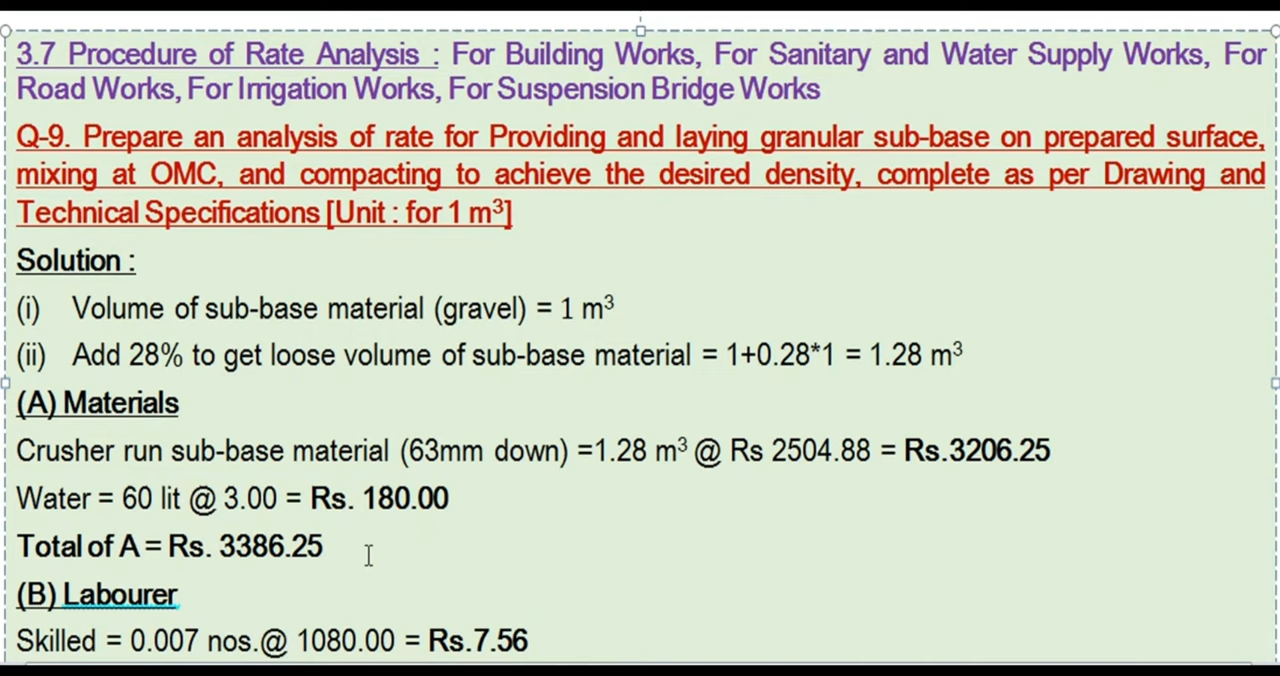 3.7 Procedure of Rate Analysis : For Building Works, For Sanitary and Water Supply Works, For
Road Works, For Irrigation Works, For Suspension Bridge Works
Q-9. Prepare an analysis of rate for Providing and laying granular sub-base on prepared surface,
mixing at OMC, and compacting to achieve the desired density, complete as per Drawing and
Technical Specifications [Unit : for 1 m³]
Solution :
(i) Volume of sub-base material (gravel) = 1 m³
(ii) Add 28% to get loose volume of sub-base material = 1+0.28*1 = 1.28 m³
(A) Materials
Crusher run sub-base material (63mm down) =1.28 m³ @ Rs 2504.88 = Rs.3206.25
Water = 60 lit @ 3.00 = Rs. 180.00
Total of A = Rs. 3386.25
(B) Labourer
Skilled = 0.007 nos.@ 1080.00 = Rs.7.56